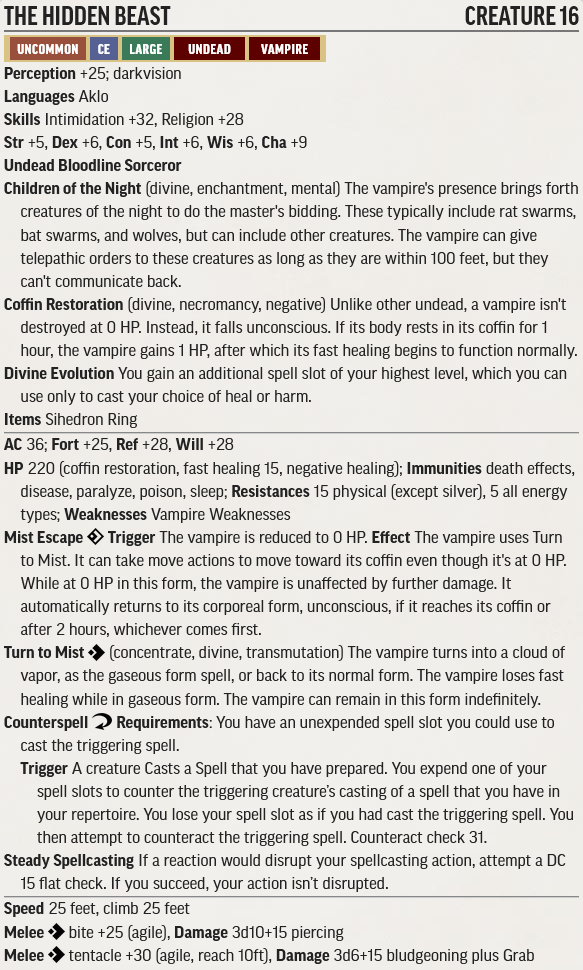 THE HIDDEN BEAST CREATURE 16
UNCOMMON CE LARGE UNDEAD VAMPIRE
Perception +25; darkvision
Languages Aklo
Skills Intimidation +32, Religion +28
Str +5, Dex +6, Con +5, Int +6, Wis +6, Cha +9
Undead Bloodline Sorceror
Children of the Night (divine, enchantment, mental) The vampire's presence brings forth
creatures of the night to do the master's bidding. These typically include rat swarms,
bat swarms, and wolves, but can include other creatures. The vampire can give
telepathic orders to these creatures as long as they are within 100 feet, but they
can't communicate back.
Coffin Restoration (divine, necromancy, negative) Unlike other undead, a vampire isn't
destroyed at 0 HP. Instead, it falls unconscious. If its body rests in its coffin for 1
hour, the vampire gains 1 HP, after which its fast healing begins to function normally.
Divine Evolution You gain an additional spell slot of your highest level, which you can
use only to cast your choice of heal or harm.
Items Sihedron Ring
AC 36; Fort +25, Ref +28, Will +28
HP 220 (coffin restoration, fast healing 15, negative healing); Immunities death effects,
disease, paralyze, poison, sleep; Resistances 15 physical (except silver), 5 all energy
types; Weaknesses Vampire Weaknesses
Mist Escape Trigger The vampire is reduced to 0 HP. Effect The vampire uses Turn
to Mist. It can take move actions to move toward its coffin even though it's at 0 HP.
While at 0 HP in this form, the vampire is unaffected by further damage. It
automatically returns to its corporeal form, unconscious, if it reaches its coffin or
after 2 hours, whichever comes first.
Turn to Mist (concentrate, divine, transmutation) The vampire turns into a cloud of
vapor, as the gaseous form spell, or back to its normal form. The vampire loses fast
healing while in gaseous form. The vampire can remain in this form indefinitely.
Counterspell Requirements: You have an unexpended spell slot you could use to
cast the triggering spell.
Trigger A creature Casts a Spell that you have prepared. You expend one of your
spell slots to counter the triggering creature's casting of a spell that you have in
your repertoire. You lose your spell slot as if you had cast the triggering spell. You
then attempt to counteract the triggering spell. Counteract check 31.
Steady Spellcasting If a reaction would disrupt your spellcasting action, attempt a DC
15 flat check. If you succeed, your action isn't disrupted.
Speed 25 feet, climb 25 feet
Melee bite +25 (agile), Damage 3d10+15 piercing
Melee tentacle +30 (agile, reach 10ft), Damage 3d6+15 bludgeoning plus Grab